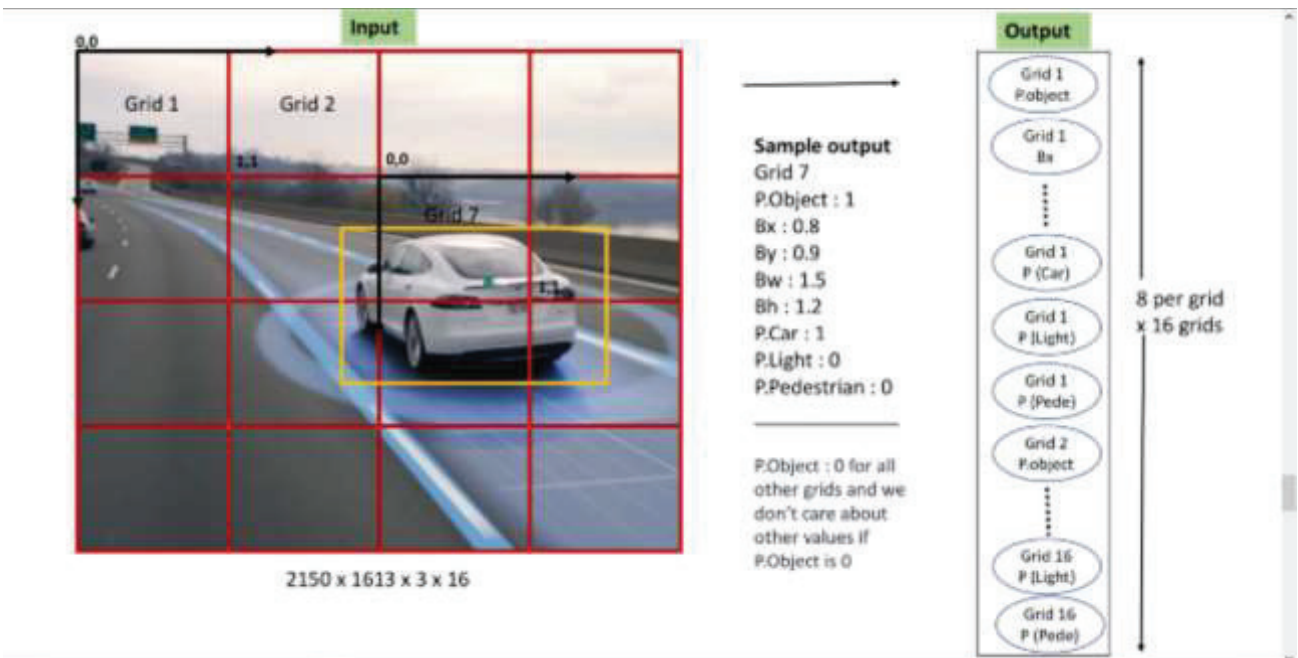 Input
0,0
Grid 1
Grid 2
1,1
0,0
Grid 7
1,1
2150 x 1613 x 3 x 16
Sample output
Grid 7
P.Object : 1
Bx : 0.8
By : 0.9
Bw : 1.5
Bh : 1.2
P.Car : 1
P.Light : 0
P.Pedestrian : 0
P.Object : 0 for all
other grids and we
don't care about
other values if
P.Object is 0
Output
Grid 1
P.object
Grid 1
Bx
Grid 1
P (Car)
Grid 1
P (Light)
Grid 1
P (Pede)
Grid 2
P.object
Grid 16
P (Light)
Grid 16
P (Pede)
8 per grid
x 16 grids